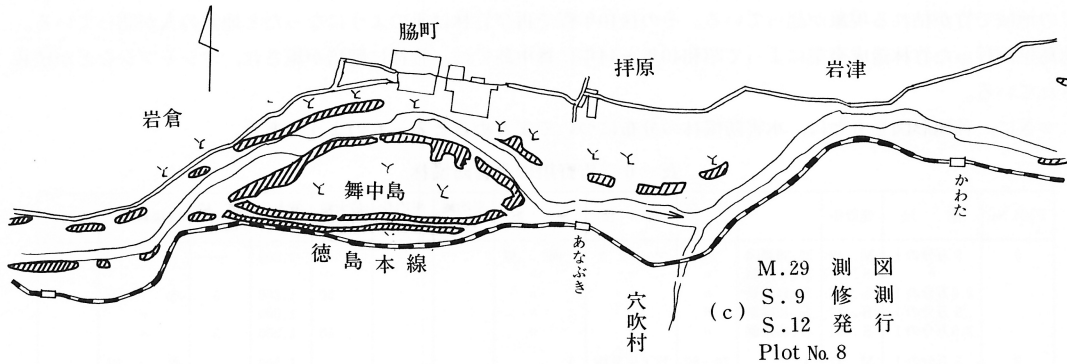 脇町
拝原
岩津
岩倉
舞中島
かわた
徳島本線
あなぶき
穴吹村
(c)
M.29 測図
S.9 修測
S.12 発行
Plot No. 8